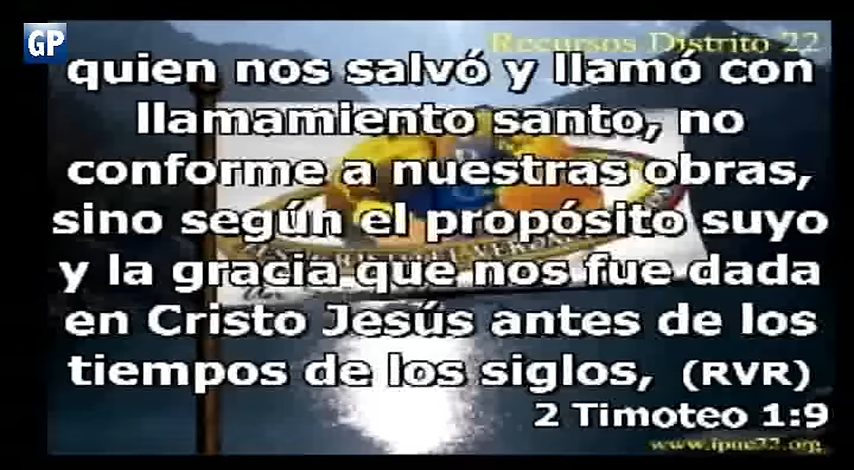 GP
Recursos Distrito 22
quien nos salvó y llamó con
llamamiento santo, no
conforme a nuestras obras,
sino según el propósito suyo
y la gracia que nos fue dada
en Cristo Jesús antes de los
tiempos de los siglos, (RVR)
2 Timoteo 1:9
www.ipuc22.org